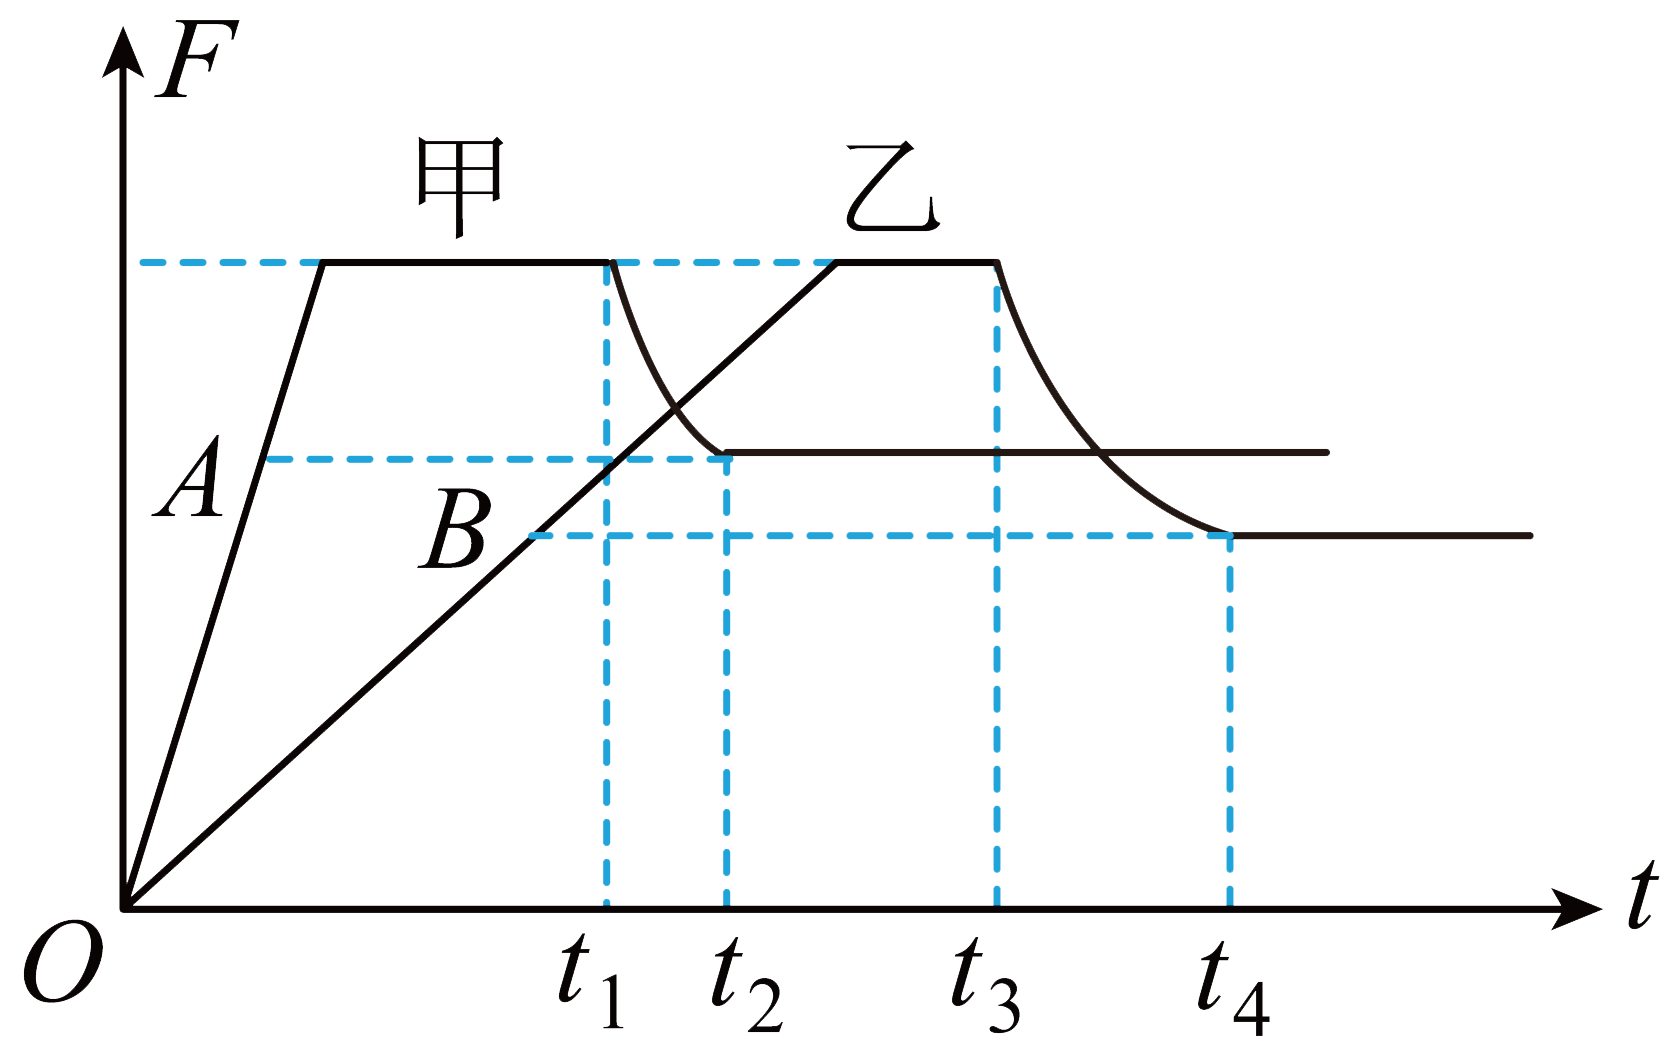 F
甲 乙
A
B
O
t
t₁ t₂ t₃ t₄